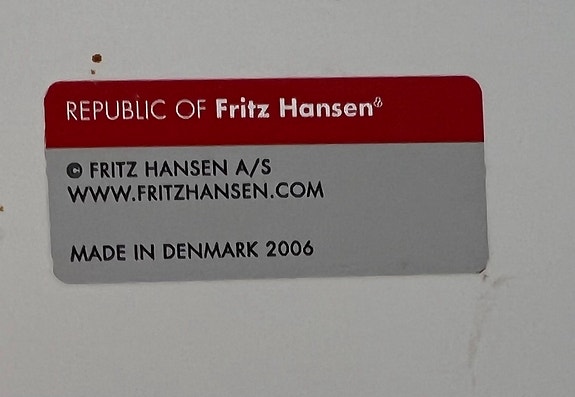 REPUBLIC OF Fritz Hansen®
© FRITZ HANSEN A/S
WWW.FRITZHANSEN.COM
MADE IN DENMARK 2006